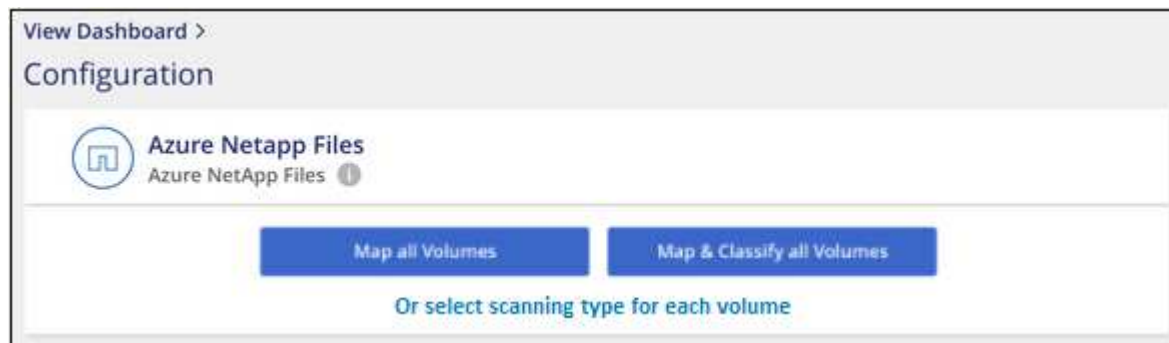 View Dashboard >
Configuration
Azure Netapp Files
Azure NetApp Files i
Map all Volumes
Map & Classify all Volumes
Or select scanning type for each volume